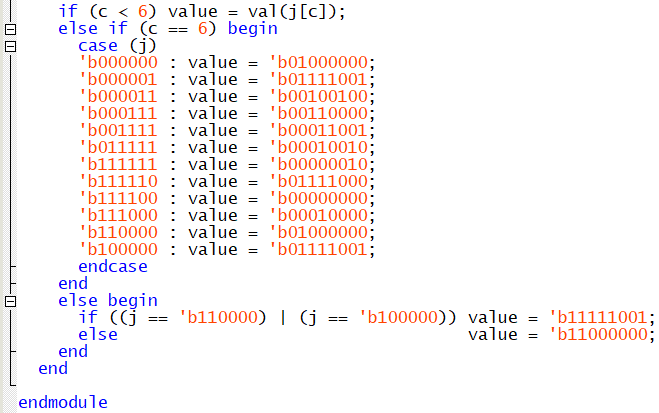 if (c < 6) value = val(j[c]);
else if (c == 6) begin
case (j)
'b000000 : value = 'b01000000;
'b000001 : value = 'b01111001;
'b000011 : value = 'b00100100;
'b000111 : value = 'b00110000;
'b001111 : value = 'b00011001;
'b011111 : value = 'b00010010;
'b111111 : value = 'b00000010;
'b111110 : value = 'b01111000;
'b111100 : value = 'b00000000;
'b111000 : value = 'b00010000;
'b110000 : value = 'b01000000;
'b100000 : value = 'b01111001;
endcase
end
else begin
if ((j == 'b110000) | (j == 'b100000)) value = 'b11111001;
else value = 'b11000000;
end
end
endmodule